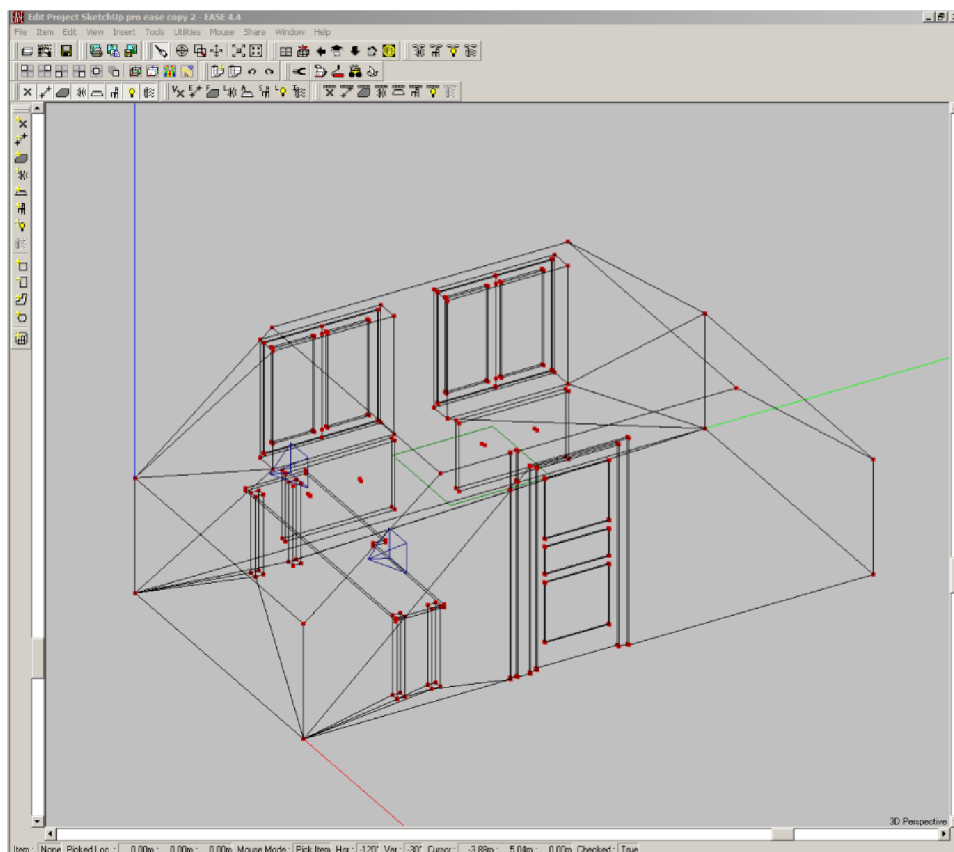 Edit Project SketchUp pro ease copy 2 - EASE 4.4
File Item Edit View Insert Tools Utilities Mouse Share Window Help
3D Perspective
Item : None Picked Loc. : 0.00m : 0.00m : 0.00m Mouse Mode : Pick Item Hor : -120° Ver : -30° Cursor : -3.88m : 5.04m : 0.00m Checked : True